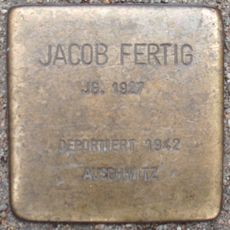 JACOB FERTIG
JG. 1927
DEPORTIERT 1942
AUSCHWITZ